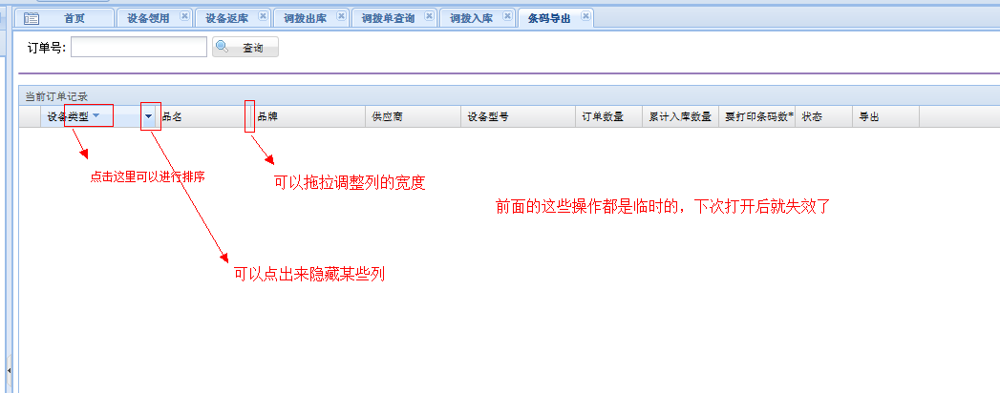 首页 设备领用 设备返库 调拨出库 调拨单查询 调拨入库 条码导出
订单号: 查询
当前订单记录
设备类型 品名 品牌 供应商 设备型号 订单数量 累计入库数量 要打印条码数* 状态 导出
点击这里可以进行排序
可以拖拉调整列的宽度
前面的这些操作都是临时的，下次打开后就失效了
可以点出来隐藏某些列